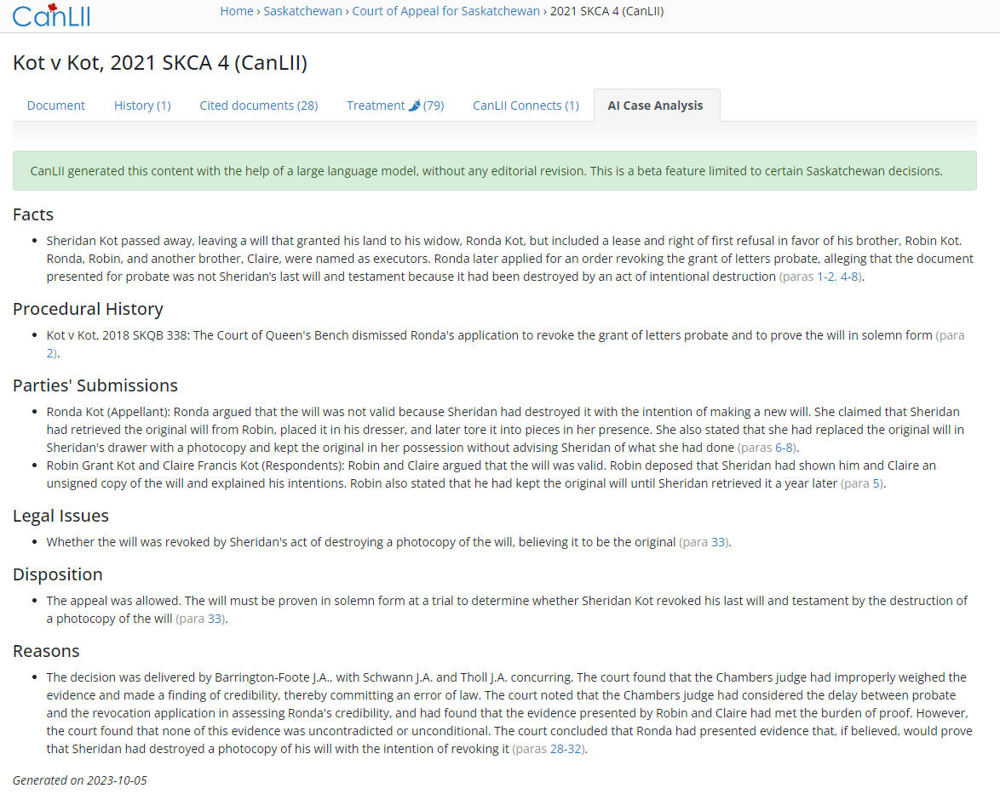 CanLII
Home › Saskatchewan › Court of Appeal for Saskatchewan › 2021 SKCA 4 (CanLII)
Kot v Kot, 2021 SKCA 4 (CanLII)
Document History (1) Cited documents (28) Treatment (79) CanLII Connects (1) AI Case Analysis
CanLII generated this content with the help of a large language model, without any editorial revision. This is a beta feature limited to certain Saskatchewan decisions.
Facts
• Sheridan Kot passed away, leaving a will that granted his land to his widow, Ronda Kot, but included a lease and right of first refusal in favor of his brother, Robin Kot.
Ronda, Robin, and another brother, Claire, were named as executors. Ronda later applied for an order revoking the grant of letters probate, alleging that the document
presented for probate was not Sheridan’s last will and testament because it had been destroyed by an act of intentional destruction (paras 1-2, 4-8).
Procedural History
• Kot v Kot, 2018 SKQB 338: The Court of Queen's Bench dismissed Ronda's application to revoke the grant of letters probate and to prove the will in solemn form (para
2).
Parties' Submissions
• Ronda Kot (Appellant): Ronda argued that the will was not valid because Sheridan had destroyed it with the intention of making a new will. She claimed that Sheridan
had retrieved the original will from Robin, placed it in his dresser, and later tore it into pieces in her presence. She also stated that she had replaced the original will in
Sheridan's drawer with a photocopy and kept the original in her possession without advising Sheridan of what she had done (paras 6-8).
• Robin Grant Kot and Claire Francis Kot (Respondents): Robin and Claire argued that the will was valid. Robin deposed that Sheridan had shown him and Claire an
unsigned copy of the will and explained his intentions. Robin also stated that he had kept the original will until Sheridan retrieved it a year later (para 5).
Legal Issues
• Whether the will was revoked by Sheridan's act of destroying a photocopy of the will, believing it to be the original (para 33).
Disposition
• The appeal was allowed. The will must be proven in solemn form at a trial to determine whether Sheridan Kot revoked his last will and testament by the destruction of
a photocopy of the will (para 33).
Reasons
• The decision was delivered by Barrington-Foote J.A., with Schwann J.A. and Tholl J.A. concurring. The court found that the Chambers judge had improperly weighed the
evidence and made a finding of credibility, thereby committing an error of law. The court noted that the Chambers judge had considered the delay between probate
and the revocation application in assessing Ronda's credibility, and had found that the evidence presented by Robin and Claire had met the burden of proof. However,
the court found that none of this evidence was uncontradicted or unconditional. The court concluded that Ronda had presented evidence that, if believed, would prove
that Sheridan had destroyed a photocopy of his will with the intention of revoking it (paras 28-32).
Generated on 2023-10-05